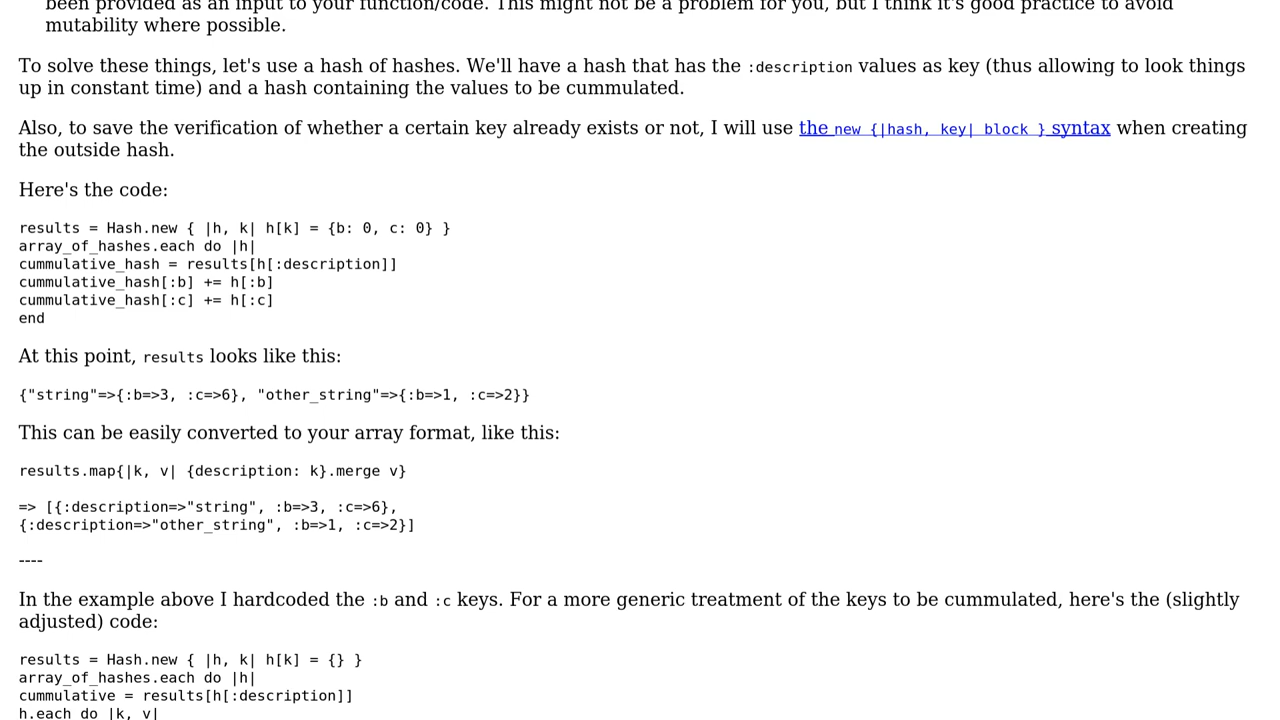 been provided as an input to your function/code. This might not be a problem for you, but I think it's good practice to avoid
mutability where possible.
To solve these things, let's use a hash of hashes. We'll have a hash that has the :description values as key (thus allowing to look things
up in constant time) and a hash containing the values to be cummulated.
Also, to save the verification of whether a certain key already exists or not, I will use the new {|hash, key| block } syntax when creating
the outside hash.
Here's the code:
results = Hash.new { |h, k| h[k] = {b: 0, c: 0} }
array_of_hashes.each do |h|
cummulative_hash = results[h[:description]]
cummulative_hash[:b] += h[:b]
cummulative_hash[:c] += h[:c]
end
At this point, results looks like this:
{"string"=>{:b=>3, :c=>6}, "other_string"=>{:b=>1, :c=>2}}
This can be easily converted to your array format, like this:
results.map{|k, v| {description: k}.merge v}
=> [{:description=>"string", :b=>3, :c=>6},
{:description=>"other_string", :b=>1, :c=>2}]
----
In the example above I hardcoded the :b and :c keys. For a more generic treatment of the keys to be cummulated, here's the (slightly
adjusted) code:
results = Hash.new { |h, k| h[k] = {} }
array_of_hashes.each do |h|
cummulative = results[h[:description]]
h.each do |k, v|